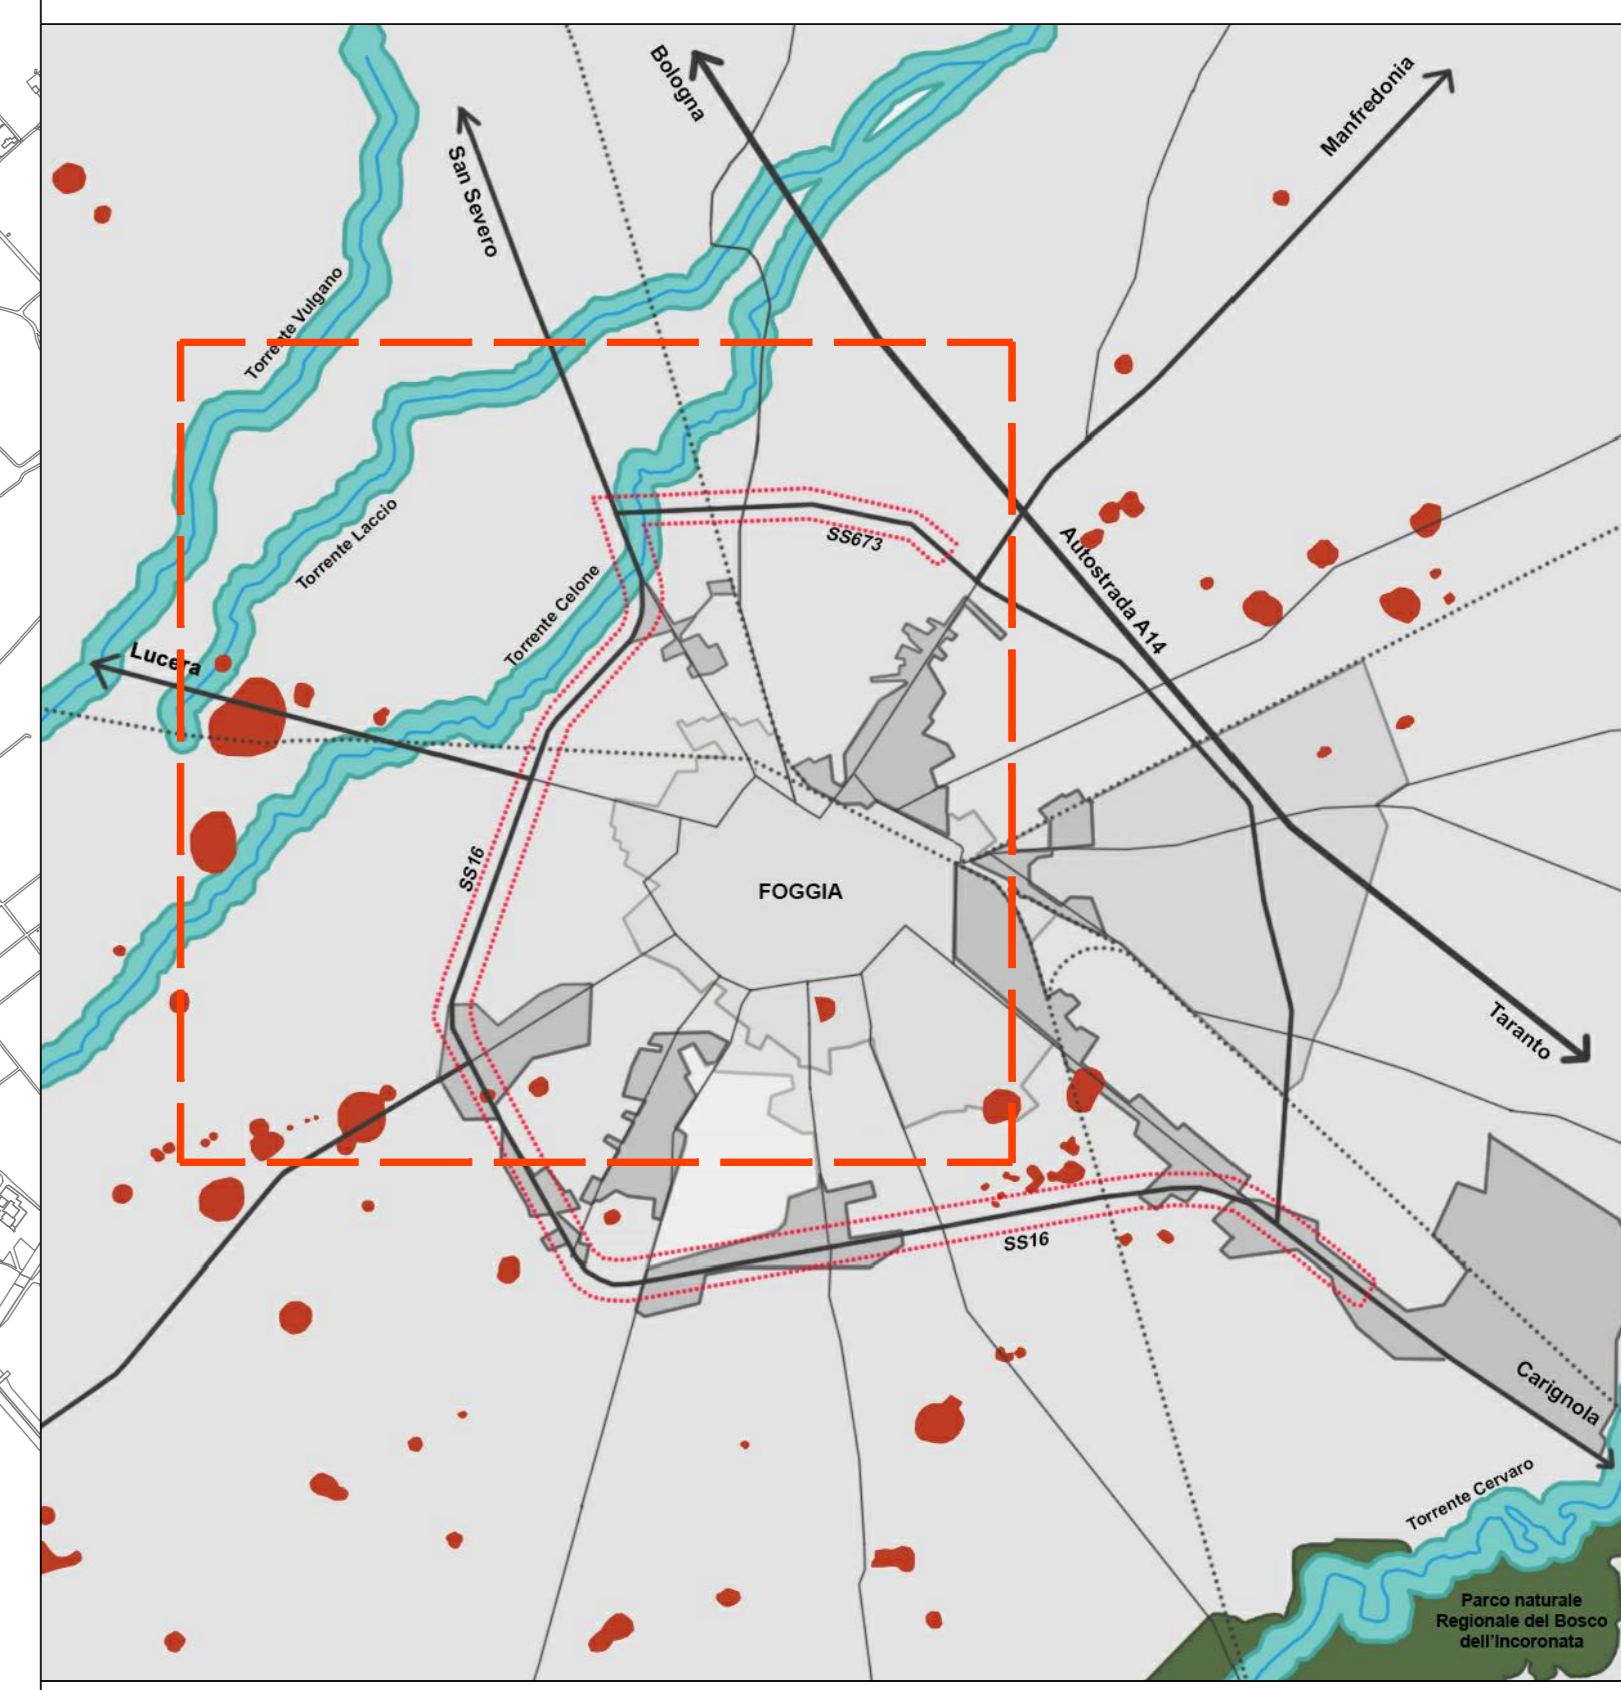 Bologna
Manfredonia
San Severo
Torrente Vulgano
Torrente Laccio
SS673
Autostrada A14
Torrente Celone
Lucera
SS16
FOGGIA
Taranto
SS16
Carignola
Torrente Cervaro
Parco naturale
Regionale del Bosco
dell'Incoronata